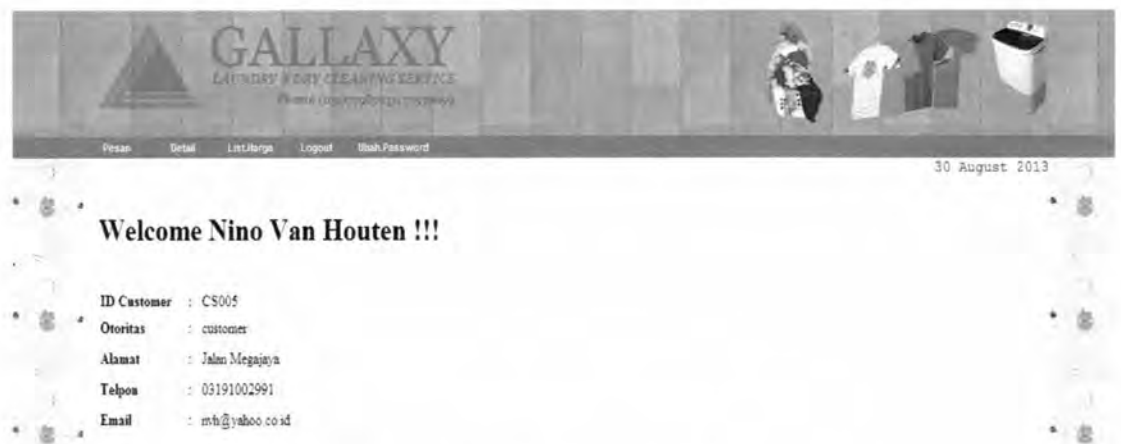 GALLAXY
LAUNDRY & DRY CLEANING SERVICE
Pesan Detail List.Harga Logout Ubah.Password
30 August 2013
Welcome Nino Van Houten !!!
ID Customer : CS005
Otoritas : customer
Alamat : Jalan Megajaya
Telpon : 03191002991
Email : nvh@yahoo.co.id